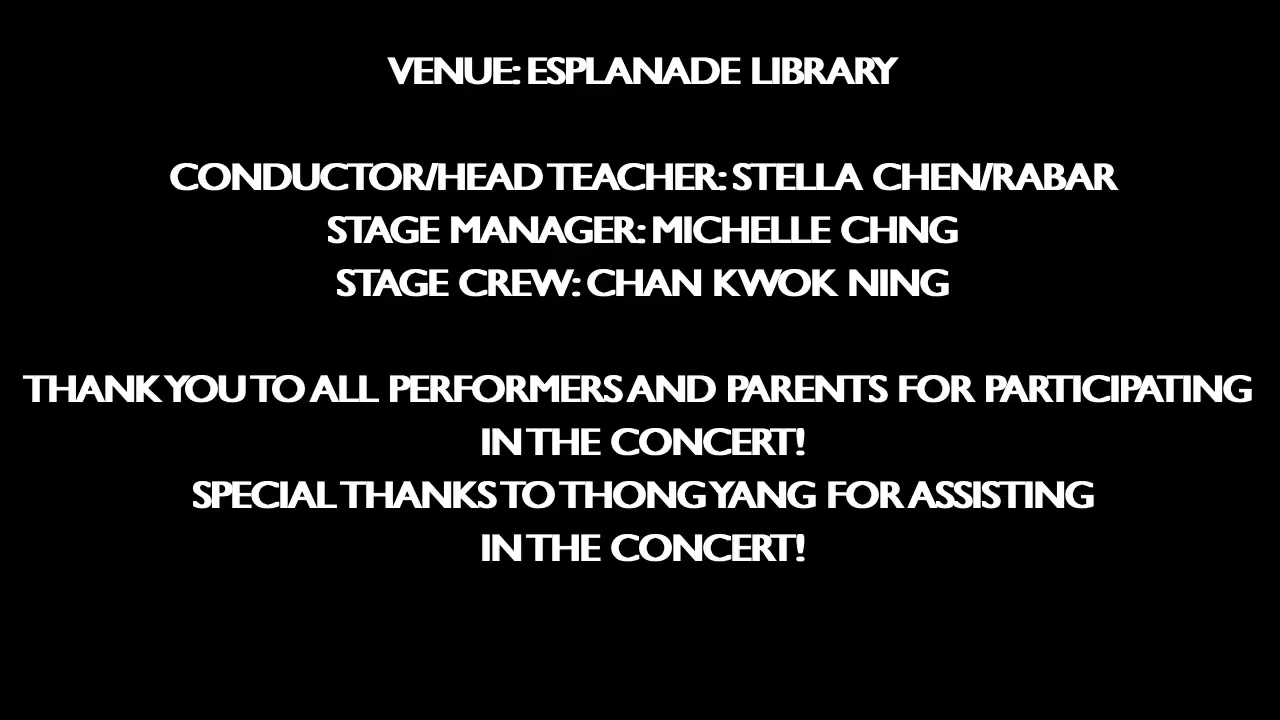 VENUE: ESPLANADE LIBRARY
CONDUCTOR/HEAD TEACHER: STELLA CHEN/RABAR
STAGE MANAGER: MICHELLE CHNG
STAGE CREW: CHAN KWOK NING
THANK YOU TO ALL PERFORMERS AND PARENTS FOR PARTICIPATING
IN THE CONCERT!
SPECIAL THANKS TO THONG YANG FOR ASSISTING
IN THE CONCERT!